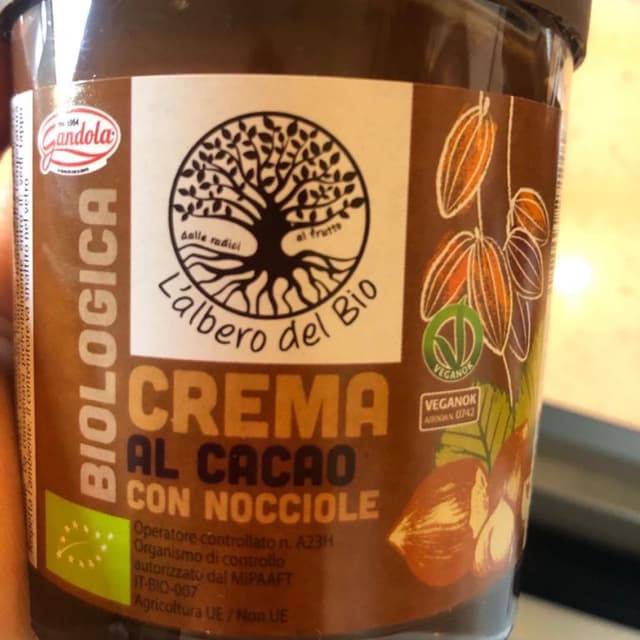 Gandola
dalle radici
al frutto
L'albero del Bio
BIOLOGICA
CREMA
AL CACAO
CON NOCCIOLE
VEGANOK
VEGANOK
Operatore controllato n. A23H
Organismo di controllo
autorizzato dal MiPAAFT
IT-BIO-007
Agricoltura UE / Non UE